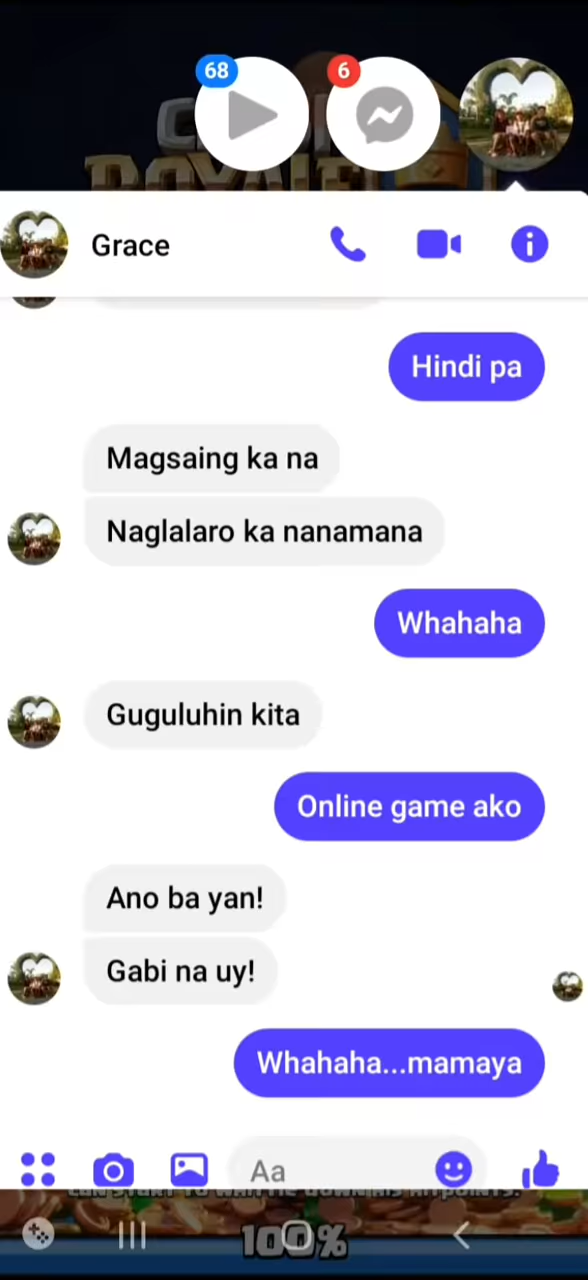 68
6
ROYALE
Grace
Hindi pa
Magsaing ka na
Naglalaro ka nanamana
Whahaha
Guguluhin kita
Online game ako
Ano ba yan!
Gabi na uy!
Whahaha...mamaya
Aa
100%